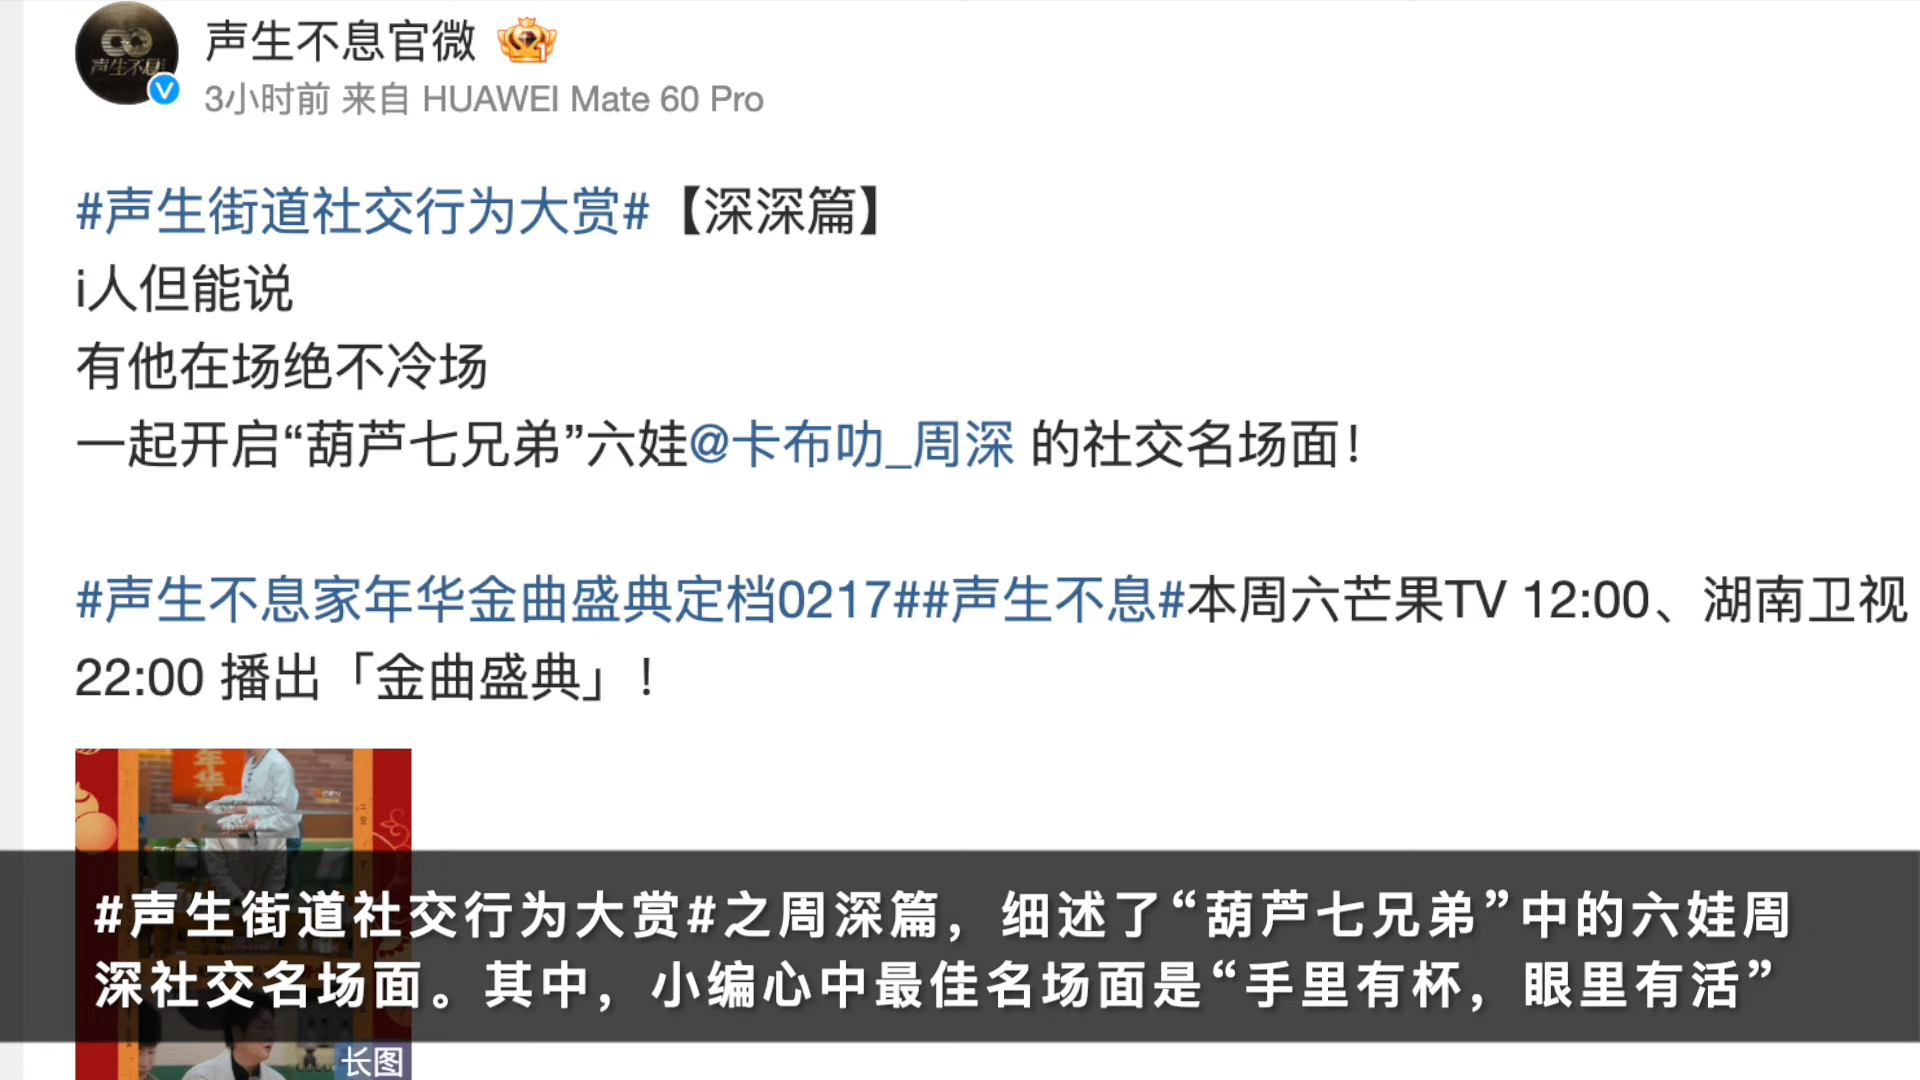 声生不息官微
声生不息
3小时前 来自 HUAWEI Mate 60 Pro
#声生街道社交行为大赏#【深深篇】
i人但能说
有他在场绝不冷场
一起开启“葫芦七兄弟”六娃@卡布叻_周深 的社交名场面！
#声生不息家年华金曲盛典定档0217##声生不息#本周六芒果TV 12:00、湖南卫视
22:00 播出「金曲盛典」！
年华
#声生街道社交行为大赏#之周深篇，细述了“葫芦七兄弟”中的六娃周
深社交名场面。其中，小编心中最佳名场面是“手里有杯，眼里有活”
长图